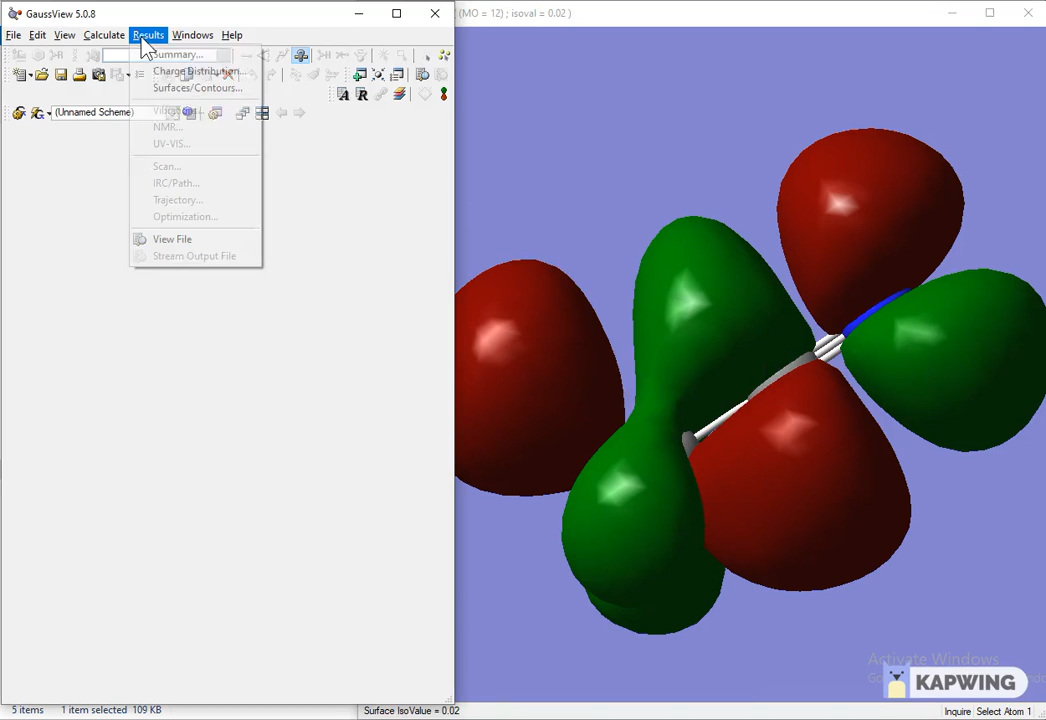 GaussView 5.0.8
(MO = 12) ; isoval = 0.02 )
File Edit View Calculate Results Windows Help
Summary...
Charge Distribution...
Surfaces/Contours...
(Unnamed Scheme)
NMR...
UV-VIS...
Scan...
IRC/Path...
Trajectory...
Optimization...
View File
Stream Output File
Activate Windows
KAPWING
5 items 1 item selected 109 KB
Surface IsoValue = 0.02
Inquire Select Atom 1